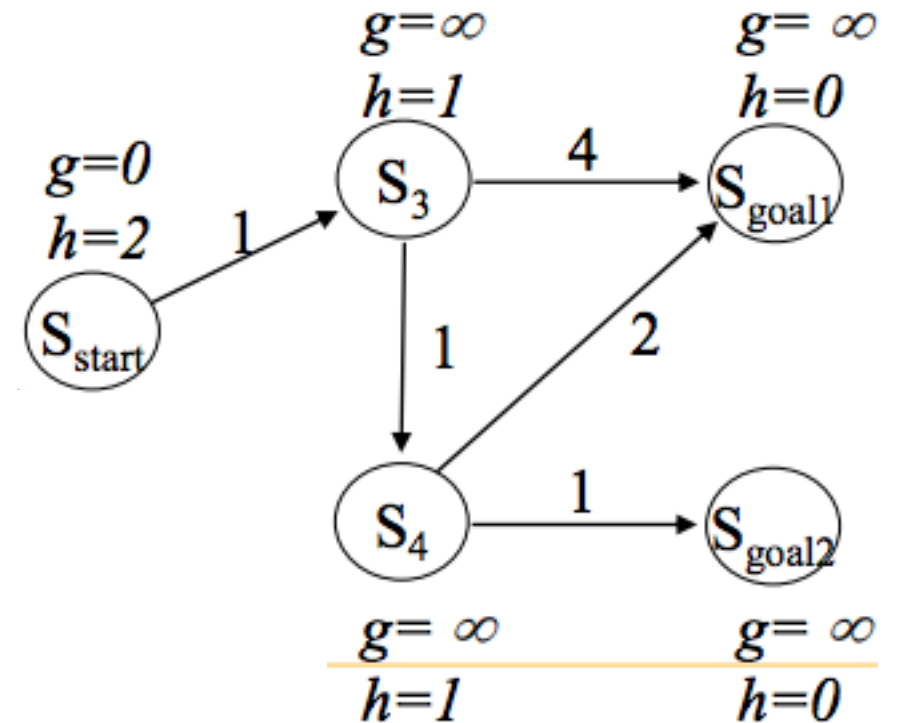 g=∞
g= ∞
h=1
h=0
g=0
h=2
S3
4
Sgoal1
1
Sstart
1
2
S4
1
Sgoal2
g= ∞
g= ∞
h=1
h=0